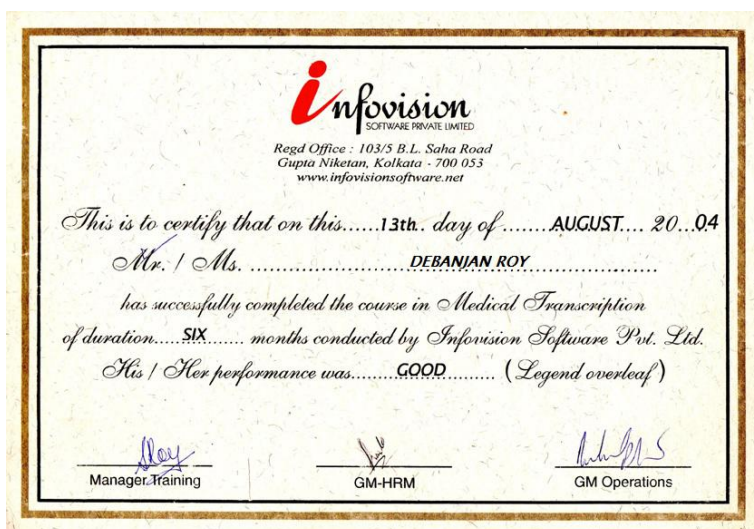 infovision
SOFTWARE PRIVATE LIMITED
Regd Office : 103/5 B.L. Saha Road
Gupta Niketan, Kolkata - 700 053
www.infovisionsoftware.net
This is to certify that on this......13th.. day of ........AUGUST.... 20...04
Mr. / Ms. ..............................DEBANJAN ROY..............................
has successfully completed the course in Medical Transcription
of duration.....SIX....... months conducted by Infovision Software Pvt. Ltd.
His / Her performance was........GOOD......... (Legend overleaf)
Manager Training
GM-HRM
GM Operations